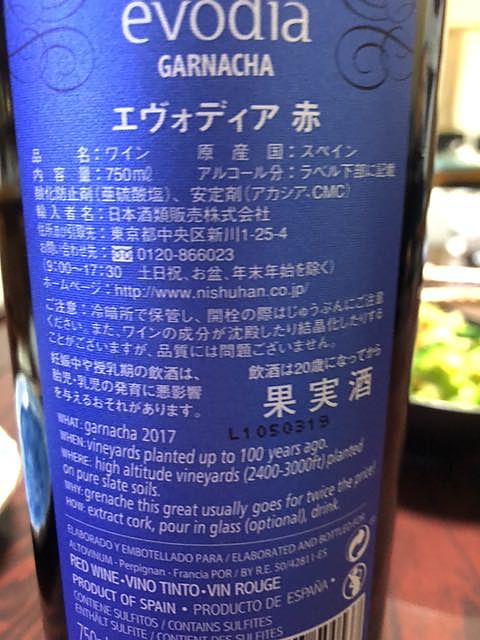 evodia
GARNACHA
エヴォディア 赤
品　　名：ワイン　　原　産　国：スペイン
内 容 量：750mℓ　アルコール分：ラベル下部に記載
酸化防止剤（亜硫酸塩）、安定剤（アカシア、CMC）
輸入者名：日本酒類販売株式会社
住所及び引取先：東京都中央区新川1-25-4
お問い合わせ先：0120-866023
（9:00〜17:30　土日祝、お盆、年末年始を除く）
ホームページ：http://www.nishuhan.co.jp/
ご注意：冷暗所で保管し、開栓の際はじゅうぶんにご注意
ください。また、ワインの成分が沈殿したり結晶化したりする
ことがございますが、品質には問題ございません。
妊娠中や授乳期の飲酒は、
胎児・乳児の発育に悪影響
を与えるおそれがあります。
飲酒は20歳になってから
果実酒
L1050319
WHAT: garnacha 2017
WHEN: vineyards planted up to 100 years ago.
WHERE: high altitude vineyards (2400-3000ft) planted
on pure slate soils.
WHY: grenache this great usually goes for twice the price!
HOW: extract cork, pour in glass (optional), drink.
ELABORADO Y EMBOTELLADO PARA / ELABORATED AND BOTTLED FOR
ALTOVINUM - Perpignan - Francia POR / BY R.E. 50/42811-ES
RED WINE • VINO TINTO • VIN ROUGE
PRODUCT OF SPAIN • PRODUCTO DE ESPAÑA •
CONTIENE SULFITOS / CONTAINS SULFITES
ENTHÄLT SULFITE / CONTIENT DES SULFITES